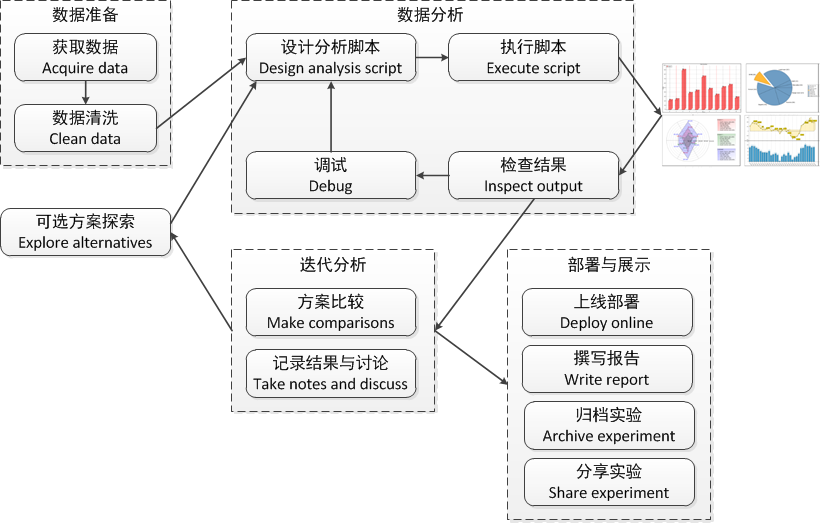 数据准备
获取数据
Acquire data
数据清洗
Clean data
数据分析
设计分析脚本
Design analysis script
执行脚本
Execute script
调试
Debug
检查结果
Inspect output
可选方案探索
Explore alternatives
迭代分析
方案比较
Make comparisons
记录结果与讨论
Take notes and discuss
部署与展示
上线部署
Deploy online
撰写报告
Write report
归档实验
Archive experiment
分享实验
Share experiment